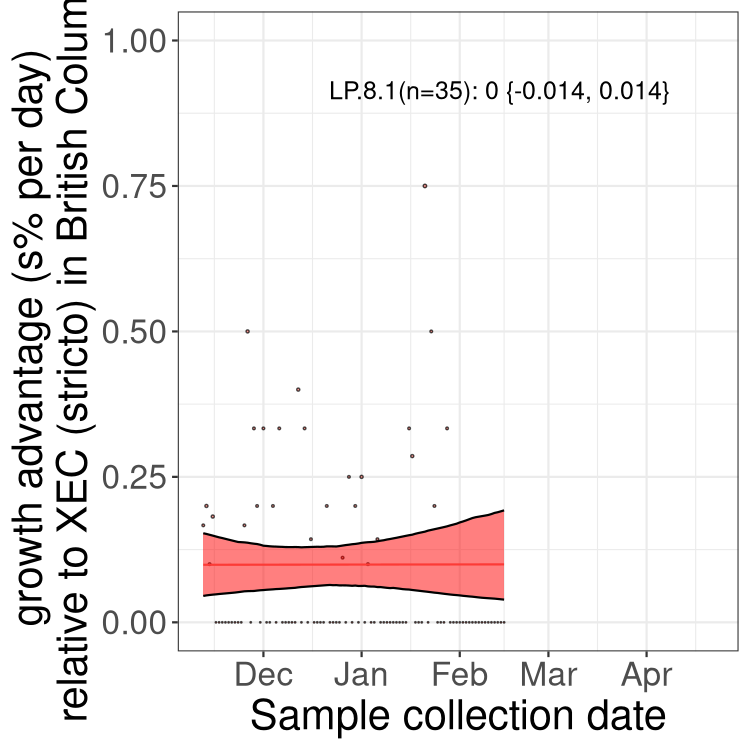 growth advantage (s% per day)
relative to XEC (stricto) in British Colum
1.00
0.75
0.50
0.25
0.00
LP.8.1(n=35): 0 {-0.014, 0.014}
Dec Jan Feb Mar Apr
Sample collection date